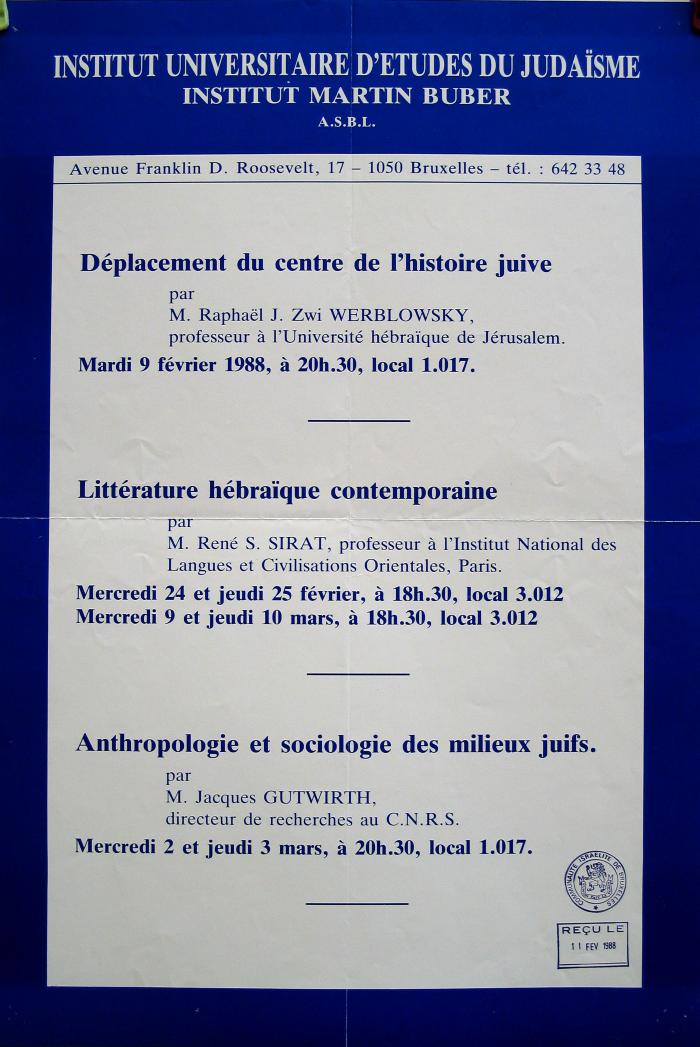 INSTITUT UNIVERSITAIRE D'ETUDES DU JUDAÏSME
INSTITUT MARTIN BUBER
A.S.B.L.
Avenue Franklin D. Roosevelt, 17 – 1050 Bruxelles – tél. : 642 33 48
Déplacement du centre de l'histoire juive
par
M. Raphaël J. Zwi WERBLOWSKY,
professeur à l'Université hébraïque de Jérusalem.
Mardi 9 février 1988, à 20h.30, local 1.017.
Littérature hébraïque contemporaine
par
M. René S. SIRAT, professeur à l'Institut National des
Langues et Civilisations Orientales, Paris.
Mercredi 24 et jeudi 25 février, à 18h.30, local 3.012
Mercredi 9 et jeudi 10 mars, à 18h.30, local 3.012
Anthropologie et sociologie des milieux juifs.
par
M. Jacques GUTWIRTH,
directeur de recherches au C.N.R.S.
Mercredi 2 et jeudi 3 mars, à 20h.30, local 1.017.
COMMUNAUTÉ ISRAELITE DE BRUXELLES
REÇU LE
11 FEV 1988